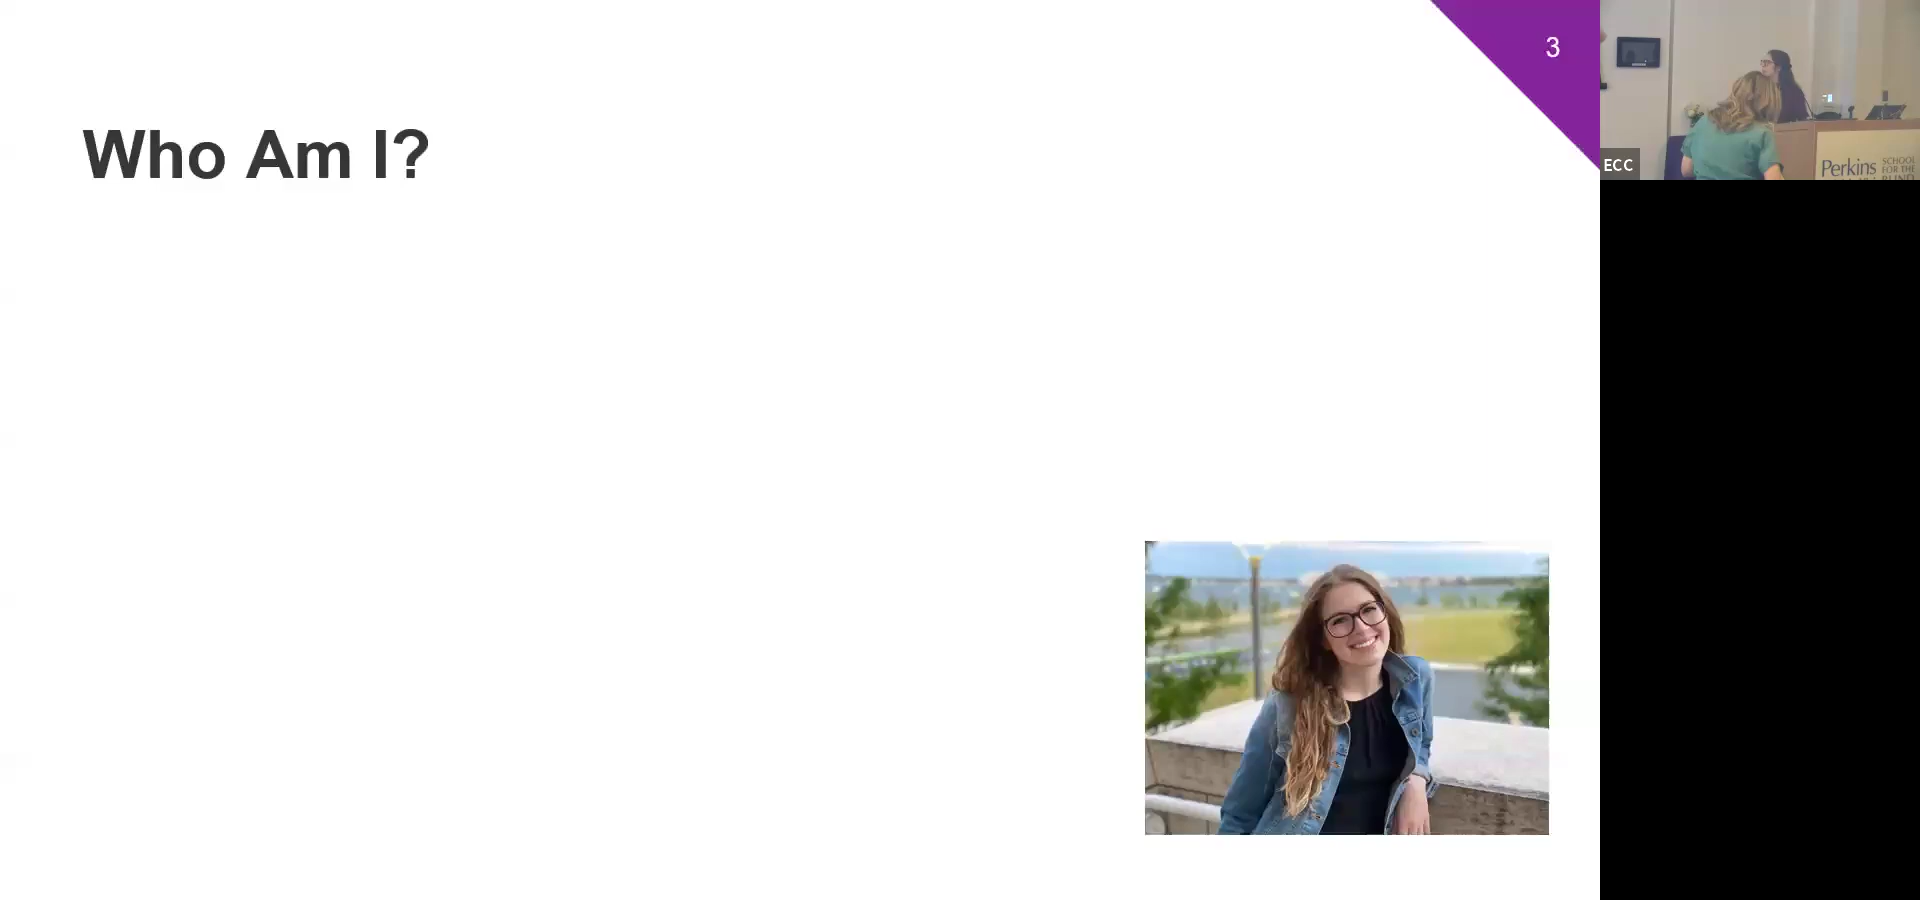 3
Who Am I?
ECC
Perkins
SCHOOL
FOR THE
BLIND